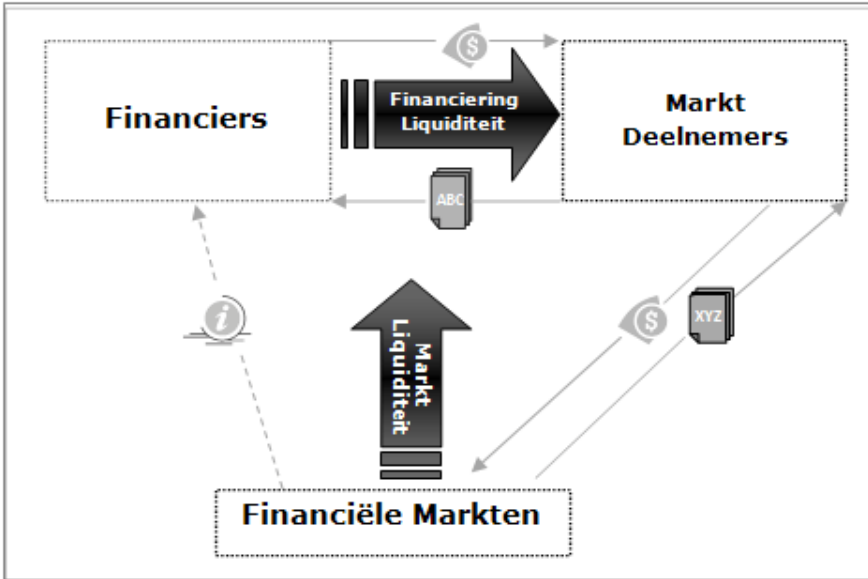 $
Financiers
Financiering
Liquiditeit
Markt
Deelnemers
ABC
i
Markt
Liquiditeit
$
XYZ
Financiële Markten